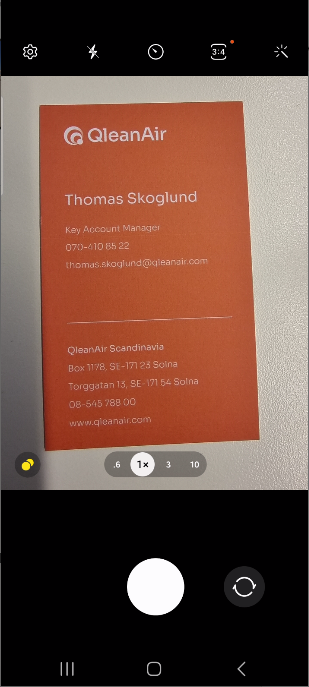 3:4
QleanAir
Thomas Skoglund
Key Account Manager
070-410 85 22
thomas.skoglund@qleanair.com
QleanAir Scandinavia
Box 1178, SE-171 23 Solna
Torggatan 13, SE-171 54 Solna
08-545 788 00
www.qleanair.com
.6 1× 3 10